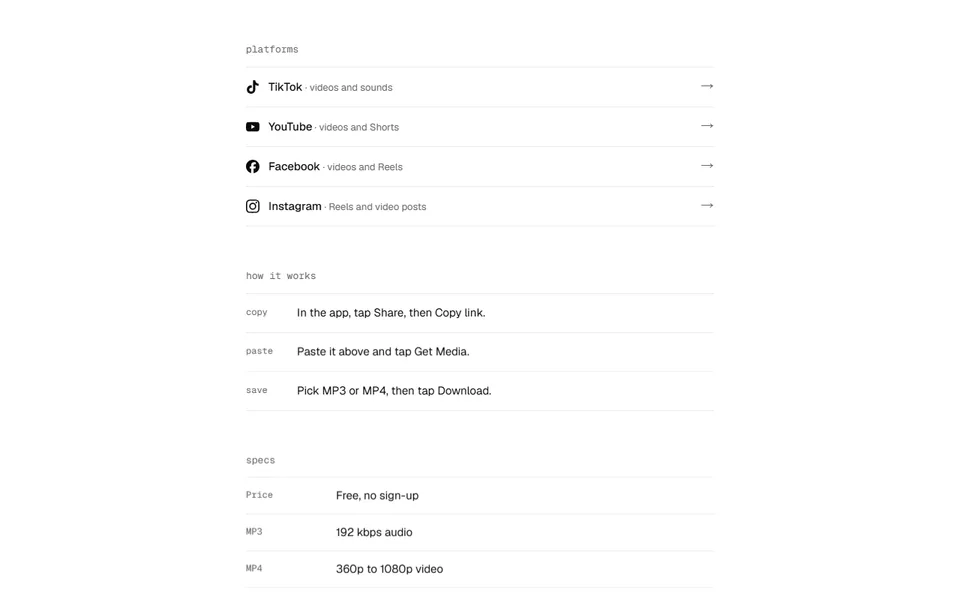 platforms
TikTok · videos and sounds →
YouTube · videos and Shorts →
Facebook · videos and Reels →
Instagram · Reels and video posts →
how it works
copy In the app, tap Share, then Copy link.
paste Paste it above and tap Get Media.
save Pick MP3 or MP4, then tap Download.
specs
Price Free, no sign-up
MP3 192 kbps audio
MP4 360p to 1080p video